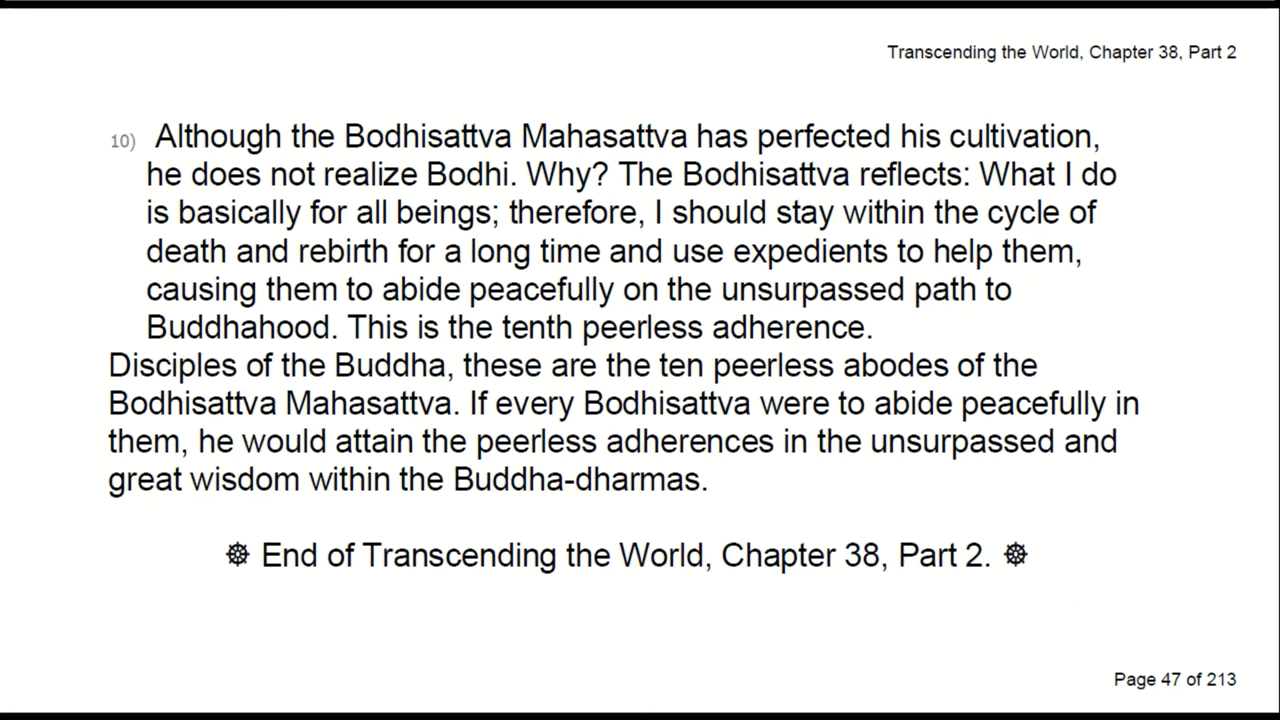 Transcending the World, Chapter 38, Part 2
10) Although the Bodhisattva Mahasattva has perfected his cultivation,
he does not realize Bodhi. Why? The Bodhisattva reflects: What I do
is basically for all beings; therefore, I should stay within the cycle of
death and rebirth for a long time and use expedients to help them,
causing them to abide peacefully on the unsurpassed path to
Buddhahood. This is the tenth peerless adherence.
Disciples of the Buddha, these are the ten peerless abodes of the
Bodhisattva Mahasattva. If every Bodhisattva were to abide peacefully in
them, he would attain the peerless adherences in the unsurpassed and
great wisdom within the Buddha-dharmas.
☸ End of Transcending the World, Chapter 38, Part 2. ☸
Page 47 of 213